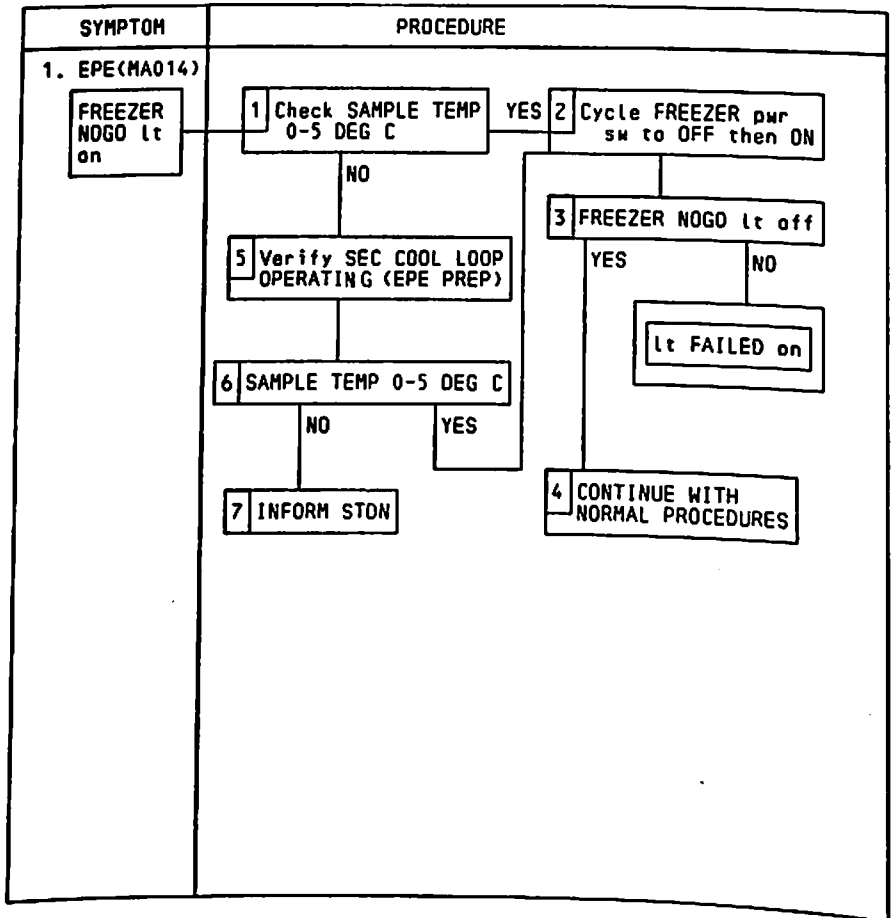 SYMPTOM
PROCEDURE
1. EPE(MA014)
FREEZER
NOGO lt
on
1 Check SAMPLE TEMP
0-5 DEG C
YES
2 Cycle FREEZER pwr
sw to OFF then ON
NO
3 FREEZER NOGO lt off
YES
NO
lt FAILED on
5 Verify SEC COOL LOOP
OPERATING (EPE PREP)
6 SAMPLE TEMP 0-5 DEG C
NO
YES
7 INFORM STDN
4 CONTINUE WITH
NORMAL PROCEDURES